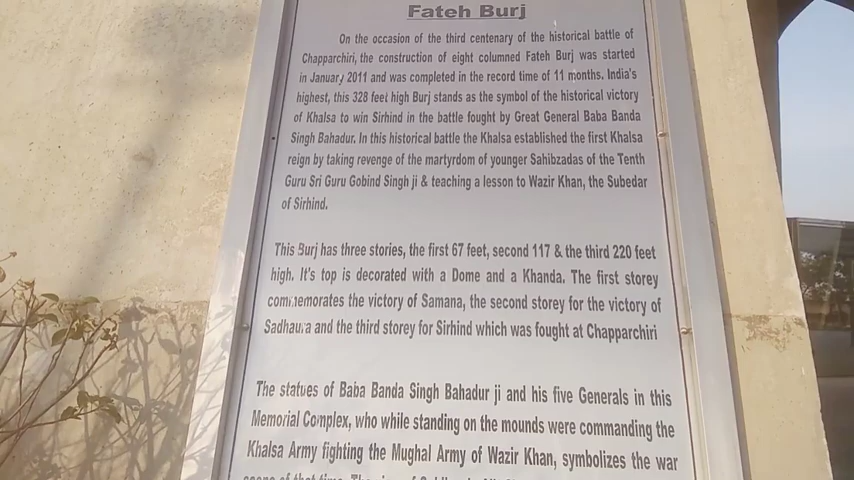 Fateh Burj
On the occasion of the third centenary of the historical battle of
Chapparchiri, the construction of eight columned Fateh Burj was started
in January 2011 and was completed in the record time of 11 months. India's
highest, this 328 feet high Burj stands as the symbol of the historical victory
of Khalsa to win Sirhind in the battle fought by Great General Baba Banda
Singh Bahadur. In this historical battle the Khalsa established the first Khalsa
reign by taking revenge of the martyrdom of younger Sahibzadas of the Tenth
Guru Sri Guru Gobind Singh ji & teaching a lesson to Wazir Khan, the Subedar
of Sirhind.
This Burj has three stories, the first 67 feet, second 117 & the third 220 feet
high. It's top is decorated with a Dome and a Khanda. The first storey
commemorates the victory of Samana, the second storey for the victory of
Sadhaura and the third storey for Sirhind which was fought at Chapparchiri
The statues of Baba Banda Singh Bahadur ji and his five Generals in this
Memorial Complex, who while standing on the mounds were commanding the
Khalsa Army fighting the Mughal Army of Wazir Khan, symbolizes the war